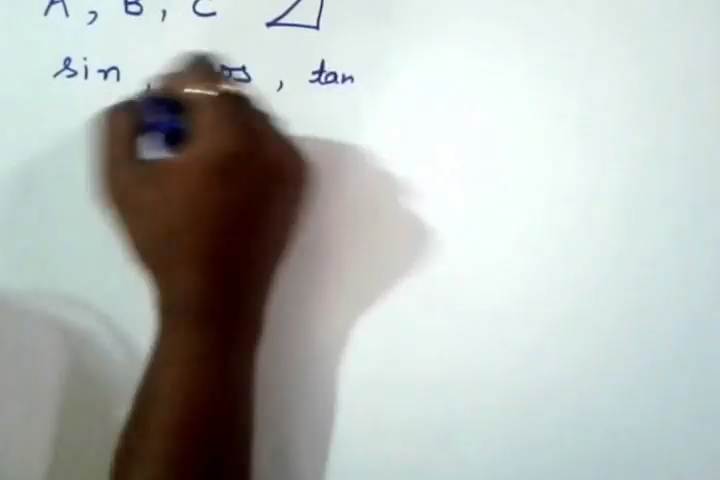 A, B, C
sin, tan